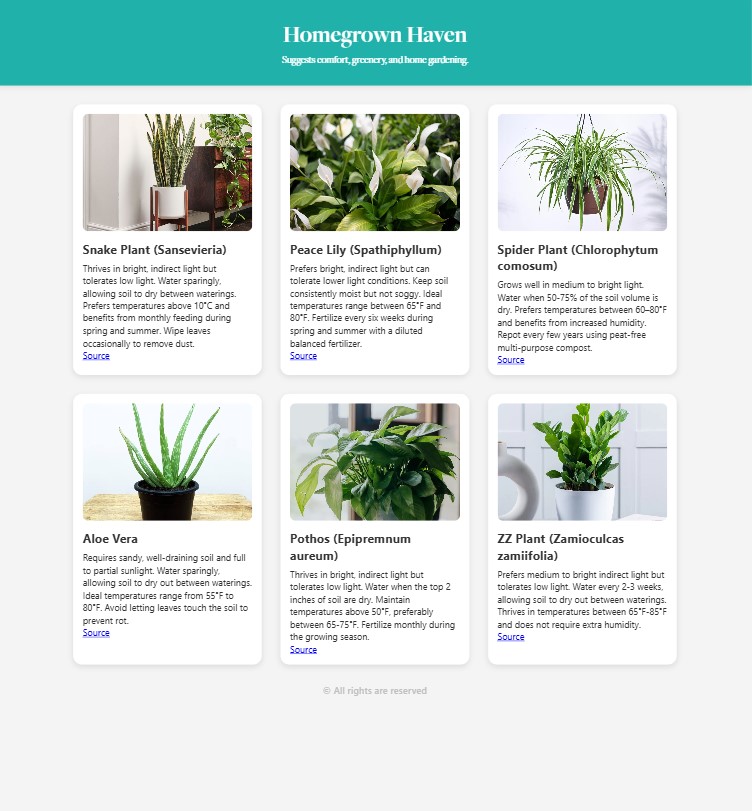 Homegrown Haven
Suggests comfort, greenery, and home gardening.
Snake Plant (Sansevieria)
Thrives in bright, indirect light but
tolerates low light. Water sparingly,
allowing soil to dry between waterings.
Prefers temperatures above 10°C and
benefits from monthly feeding during
spring and summer. Wipe leaves
occasionally to remove dust.
Source
Peace Lily (Spathiphyllum)
Prefers bright, indirect light but can
tolerate lower light conditions. Keep soil
consistently moist but not soggy. Ideal
temperatures range between 65°F and
80°F. Fertilize every six weeks during
spring and summer with a diluted
balanced fertilizer.
Source
Spider Plant (Chlorophytum
comosum)
Grows well in medium to bright light.
Water when 50-75% of the soil volume is
dry. Prefers temperatures between 60–80°F
and benefits from increased humidity.
Repot every few years using peat-free
multi-purpose compost.
Source
Aloe Vera
Requires sandy, well-draining soil and full
to partial sunlight. Water sparingly,
allowing soil to dry out between waterings.
Ideal temperatures range from 55°F to
80°F. Avoid letting leaves touch the soil to
prevent rot.
Source
Pothos (Epipremnum
aureum)
Thrives in bright, indirect light but
tolerates low light. Water when the top 2
inches of soil are dry. Maintain
temperatures above 50°F, preferably
between 65-75°F. Fertilize monthly during
the growing season.
Source
ZZ Plant (Zamioculcas
zamiifolia)
Prefers medium to bright indirect light but
tolerates low light. Water every 2-3 weeks,
allowing soil to dry out between waterings.
Thrives in temperatures between 65°F-85°F
and does not require extra humidity.
Source
© All rights are reserved